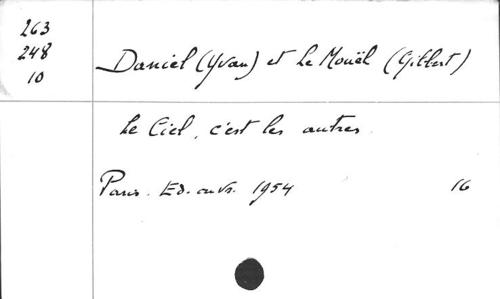 263
248
10
Daniel (Yvan) et Le Mouël (Gilbert)
Le Ciel, c'est les autres.
Paris. Ed. ouvr. 1954 16